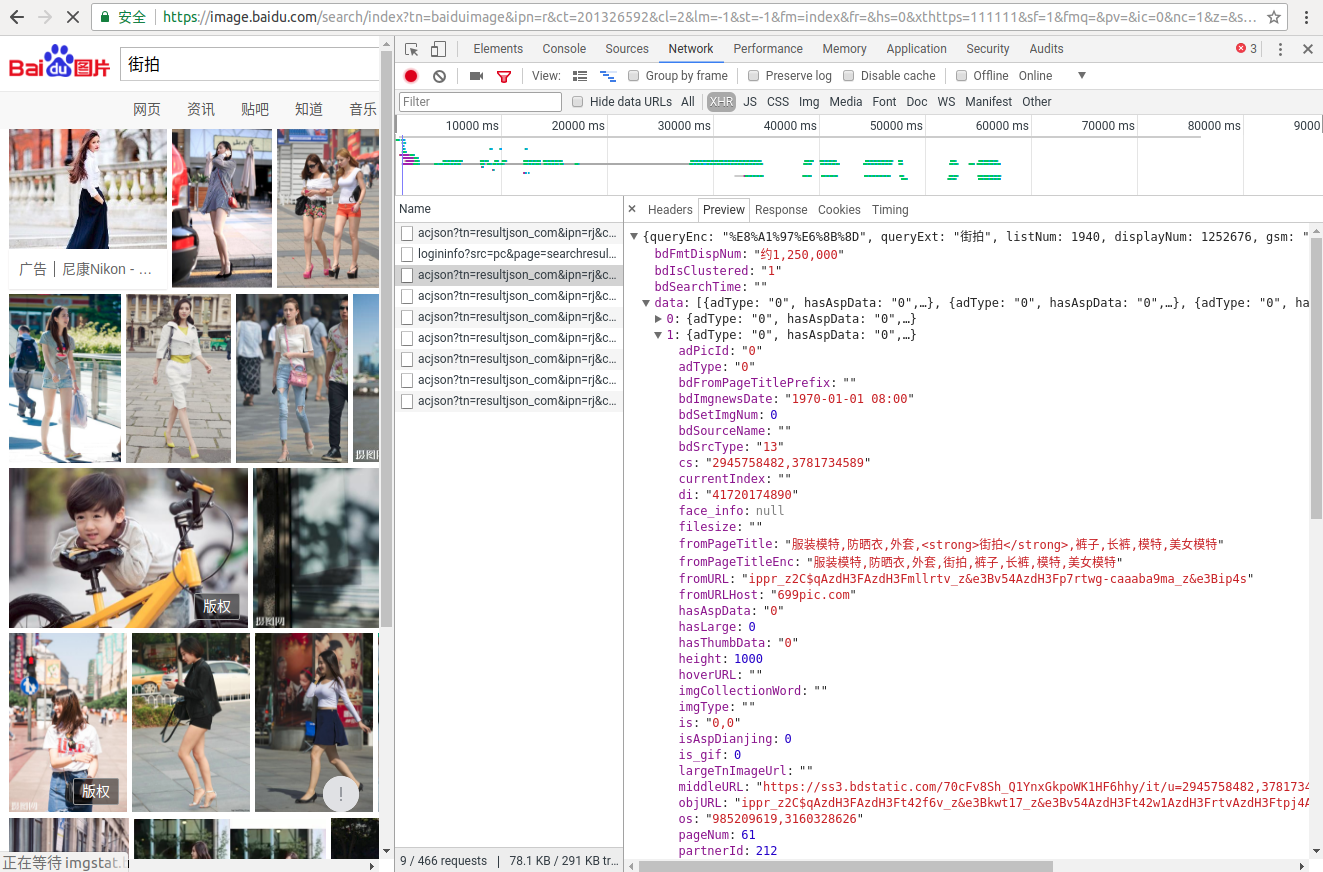 安全 https://image.baidu.com/search/index?tn=baiduimage&ipn=r&ct=201326592&cl=2&lm=-1&st=-1&fm=index&fr=&hs=0&xthttps=111111&sf=1&fmq=&pv=&ic=0&nc=1&z=&s...
Bai du 图片 街拍
网页 资讯 贴吧 知道 音乐
广告 | 尼康Nikon - ...
摄图网
版权
摄图网
版权
摄图网
!
正在等待 imgstat.
Elements Console Sources Network Performance Memory Application Security Audits 3
View: Group by frame Preserve log Disable cache Offline Online
Filter Hide data URLs All XHR JS CSS Img Media Font Doc WS Manifest Other
10000 ms 20000 ms 30000 ms 40000 ms 50000 ms 60000 ms 70000 ms 80000 ms 9000
Name
acjson?tn=resultjson_com&ipn=rj&c...
logininfo?src=pc&page=searchresul...
acjson?tn=resultjson_com&ipn=rj&c...
acjson?tn=resultjson_com&ipn=rj&c...
acjson?tn=resultjson_com&ipn=rj&c...
acjson?tn=resultjson_com&ipn=rj&c...
acjson?tn=resultjson_com&ipn=rj&c...
acjson?tn=resultjson_com&ipn=rj&c...
acjson?tn=resultjson_com&ipn=rj&c...
9 / 466 requests | 78.1 KB / 291 KB tr...
× Headers Preview Response Cookies Timing
{queryEnc: "%E8%A1%97%E6%8B%8D", queryExt: "街拍", listNum: 1940, displayNum: 1252676, gsm: "
bdFmtDispNum: "约1,250,000"
bdIsClustered: "1"
bdSearchTime: ""
data: [{adType: "0", hasAspData: "0",…}, {adType: "0", hasAspData: "0",…}, {adType: "0", ha
0: {adType: "0", hasAspData: "0",…}
1: {adType: "0", hasAspData: "0",…}
adPicId: "0"
adType: "0"
bdFromPageTitlePrefix: ""
bdImgnewsDate: "1970-01-01 08:00"
bdSetImgNum: 0
bdSourceName: ""
bdSrcType: "13"
cs: "2945758482,3781734589"
currentIndex: ""
di: "41720174890"
face_info: null
filesize: ""
fromPageTitle: "服装模特,防晒衣,外套,<strong>街拍</strong>,裤子,长裤,模特,美女模特"
fromPageTitleEnc: "服装模特,防晒衣,外套,街拍,裤子,长裤,模特,美女模特"
fromURL: "ippr_z2C$qAzdH3FAzdH3Fmllrtv_z&e3Bv54AzdH3Fp7rtwg-caaaba9ma_z&e3Bip4s"
fromURLHost: "699pic.com"
hasAspData: "0"
hasLarge: 0
hasThumbData: "0"
height: 1000
hoverURL: ""
imgCollectionWord: ""
imgType: ""
is: "0,0"
isAspDianjing: 0
is_gif: 0
largeTnImageUrl: ""
middleURL: "https://ss3.bdstatic.com/70cFv8Sh_Q1YnxGkpoWK1HF6hhy/it/u=2945758482,3781734
objURL: "ippr_z2C$qAzdH3FAzdH3Ft42f6v_z&e3Bkwt17_z&e3Bv54AzdH3Ft42w1AzdH3FrtvAzdH3Ftpj4A
os: "985209619,3160328626"
pageNum: 61
partnerId: 212